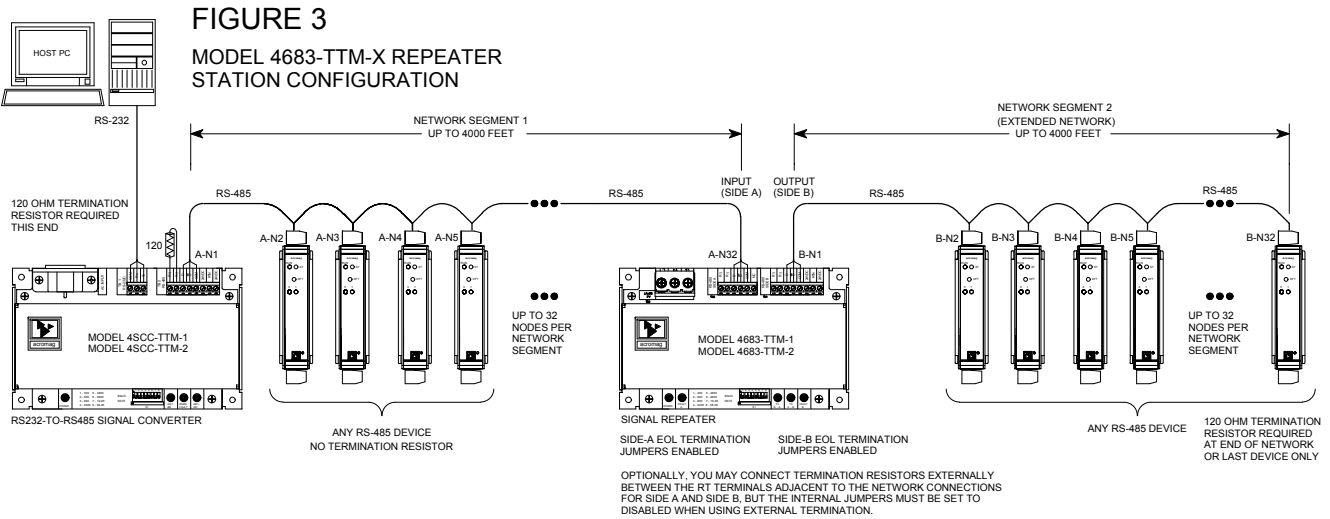 FIGURE 3
MODEL 4683-TTM-X REPEATER
STATION CONFIGURATION
HOST PC
RS-232
NETWORK SEGMENT 1
UP TO 4000 FEET
NETWORK SEGMENT 2
(EXTENDED NETWORK)
UP TO 4000 FEET
120 OHM TERMINATION
RESISTOR REQUIRED
THIS END
120
RS-485
A-N1
A-N2
A-N3
A-N4
A-N5
RS-485
INPUT
(SIDE A)
OUTPUT
(SIDE B)
A-N32
B-N1
RS-485
B-N2
B-N3
B-N4
B-N5
RS-485
B-N32
acromag
MODEL 4SCC-TTM-1
MODEL 4SCC-TTM-2
RS232-TO-RS485 SIGNAL CONVERTER
UP TO 32
NODES PER
NETWORK
SEGMENT
ANY RS-485 DEVICE
NO TERMINATION RESISTOR
acromag
MODEL 4683-TTM-1
MODEL 4683-TTM-2
SIGNAL REPEATER
SIDE-A EOL TERMINATION
JUMPERS ENABLED
SIDE-B EOL TERMINATION
JUMPERS ENABLED
OPTIONALLY, YOU MAY CONNECT TERMINATION RESISTORS EXTERNALLY
BETWEEN THE RT TERMINALS ADJACENT TO THE NETWORK CONNECTIONS
FOR SIDE A AND SIDE B, BUT THE INTERNAL JUMPERS MUST BE SET TO
DISABLED WHEN USING EXTERNAL TERMINATION.
UP TO 32
NODES PER
NETWORK
SEGMENT
ANY RS-485 DEVICE
120 OHM TERMINATION
RESISTOR REQUIRED
AT END OF NETWORK
OR LAST DEVICE ONLY